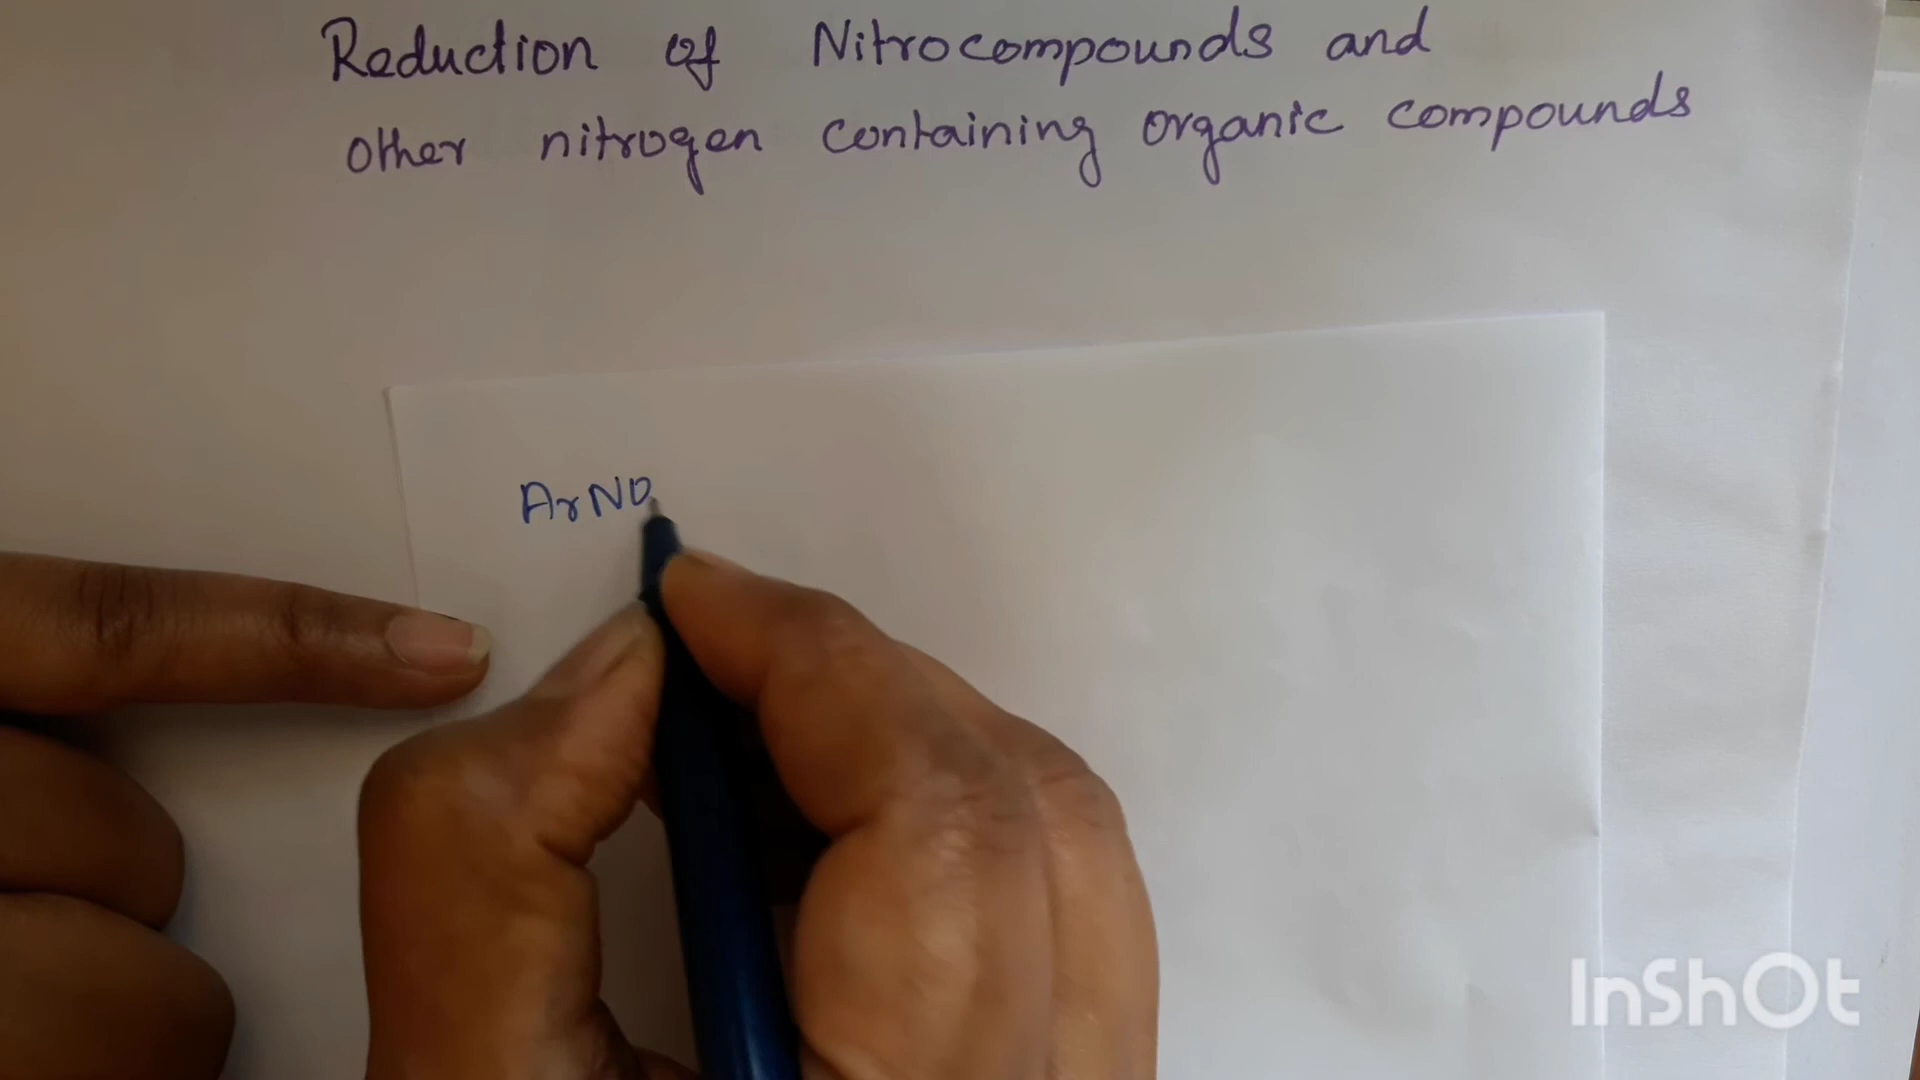 Reduction of Nitrocompounds and
other nitrogen containing organic compounds
ArNO
InShOt